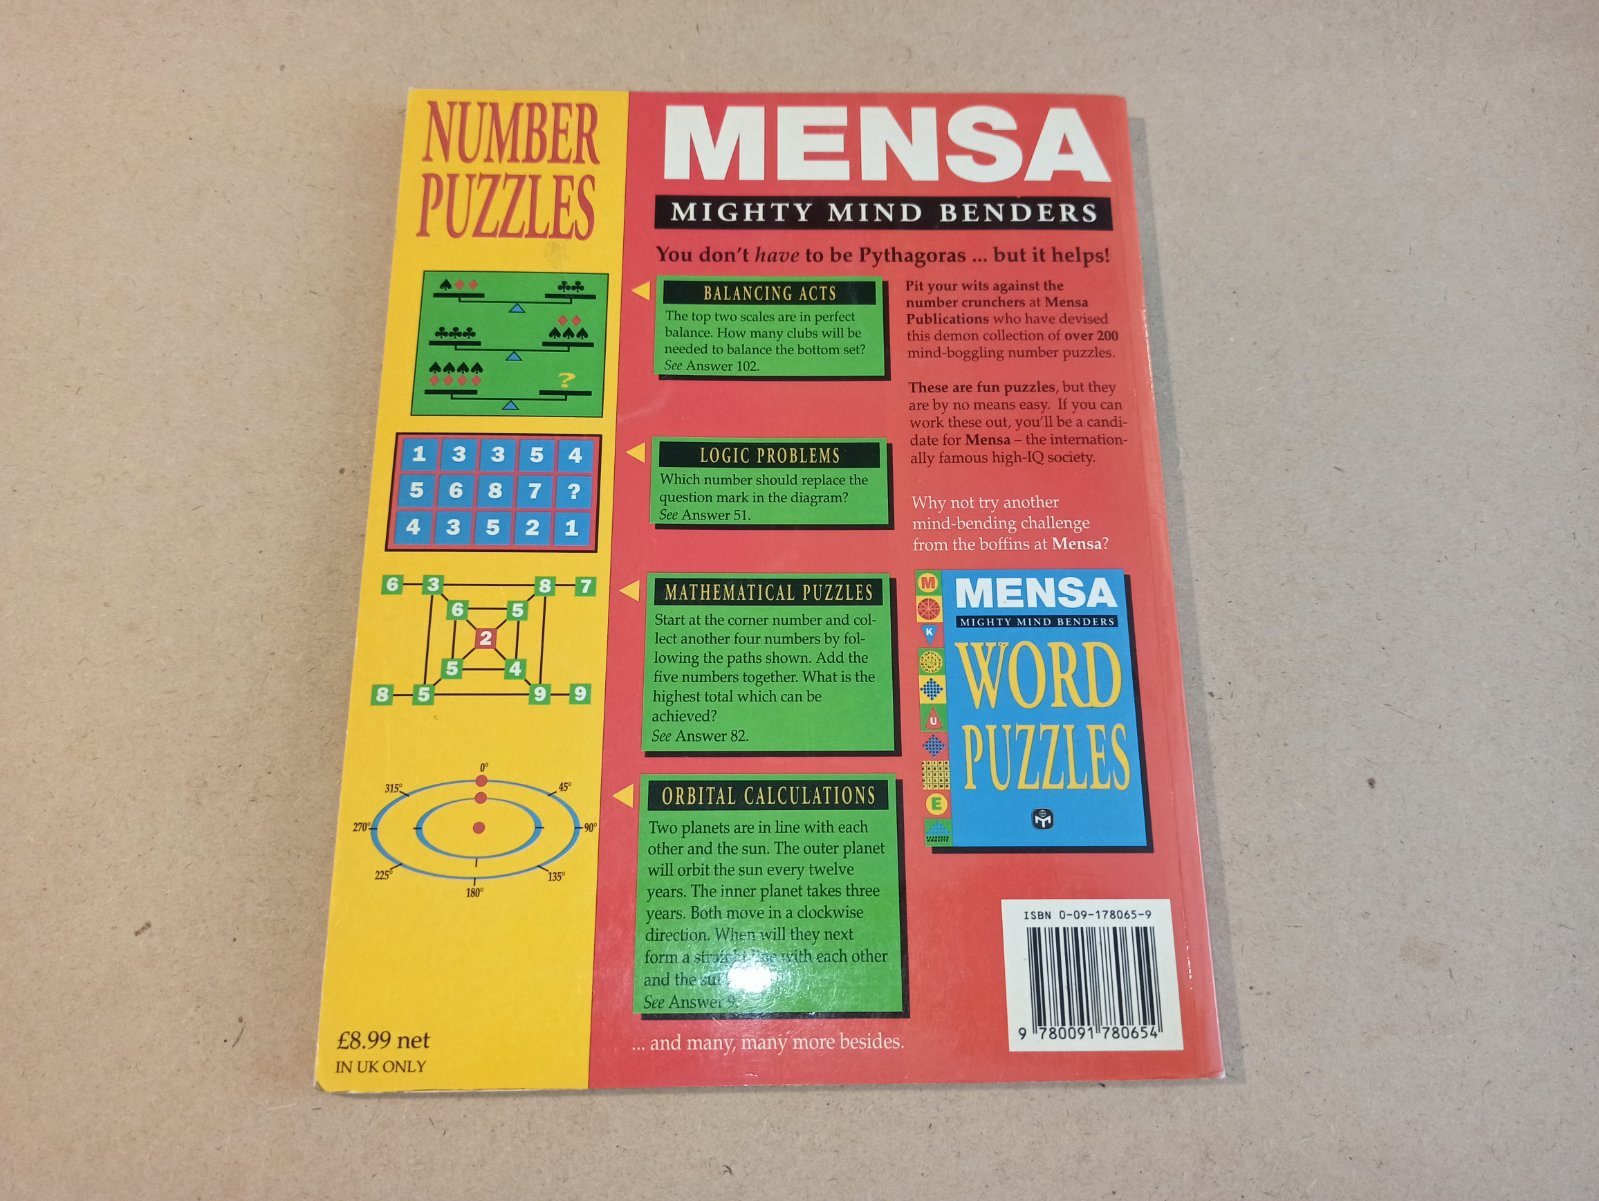 NUMBER
PUZZLES
?
1 3 3 5 4
5 6 8 7 ?
4 3 5 2 1
6 3 8 7
6 5
2
5 4
8 5 9 9
0°
315° 45°
270° 90°
225° 135°
180°
£8.99 net
IN UK ONLY
MENSA
MIGHTY MIND BENDERS
You don't have to be Pythagoras ... but it helps!
BALANCING ACTS
The top two scales are in perfect
balance. How many clubs will be
needed to balance the bottom set?
See Answer 102.
LOGIC PROBLEMS
Which number should replace the
question mark in the diagram?
See Answer 51.
MATHEMATICAL PUZZLES
Start at the corner number and col-
lect another four numbers by fol-
lowing the paths shown. Add the
five numbers together. What is the
highest total which can be
achieved?
See Answer 82.
ORBITAL CALCULATIONS
Two planets are in line with each
other and the sun. The outer planet
will orbit the sun every twelve
years. The inner planet takes three
years. Both move in a clockwise
direction. When will they next
form a straight line with each other
and the sun
See Answer 9.
... and many, many more besides.
Pit your wits against the
number crunchers at Mensa
Publications who have devised
this demon collection of over 200
mind-boggling number puzzles.
These are fun puzzles, but they
are by no means easy. If you can
work these out, you'll be a candi-
date for Mensa – the internation-
ally famous high-IQ society.
Why not try another
mind-bending challenge
from the boffins at Mensa?
MENSA
MIGHTY MIND BENDERS
WORD
PUZZLES
M
K
U
E
ISBN 0-09-178065-9
9 780091 780654